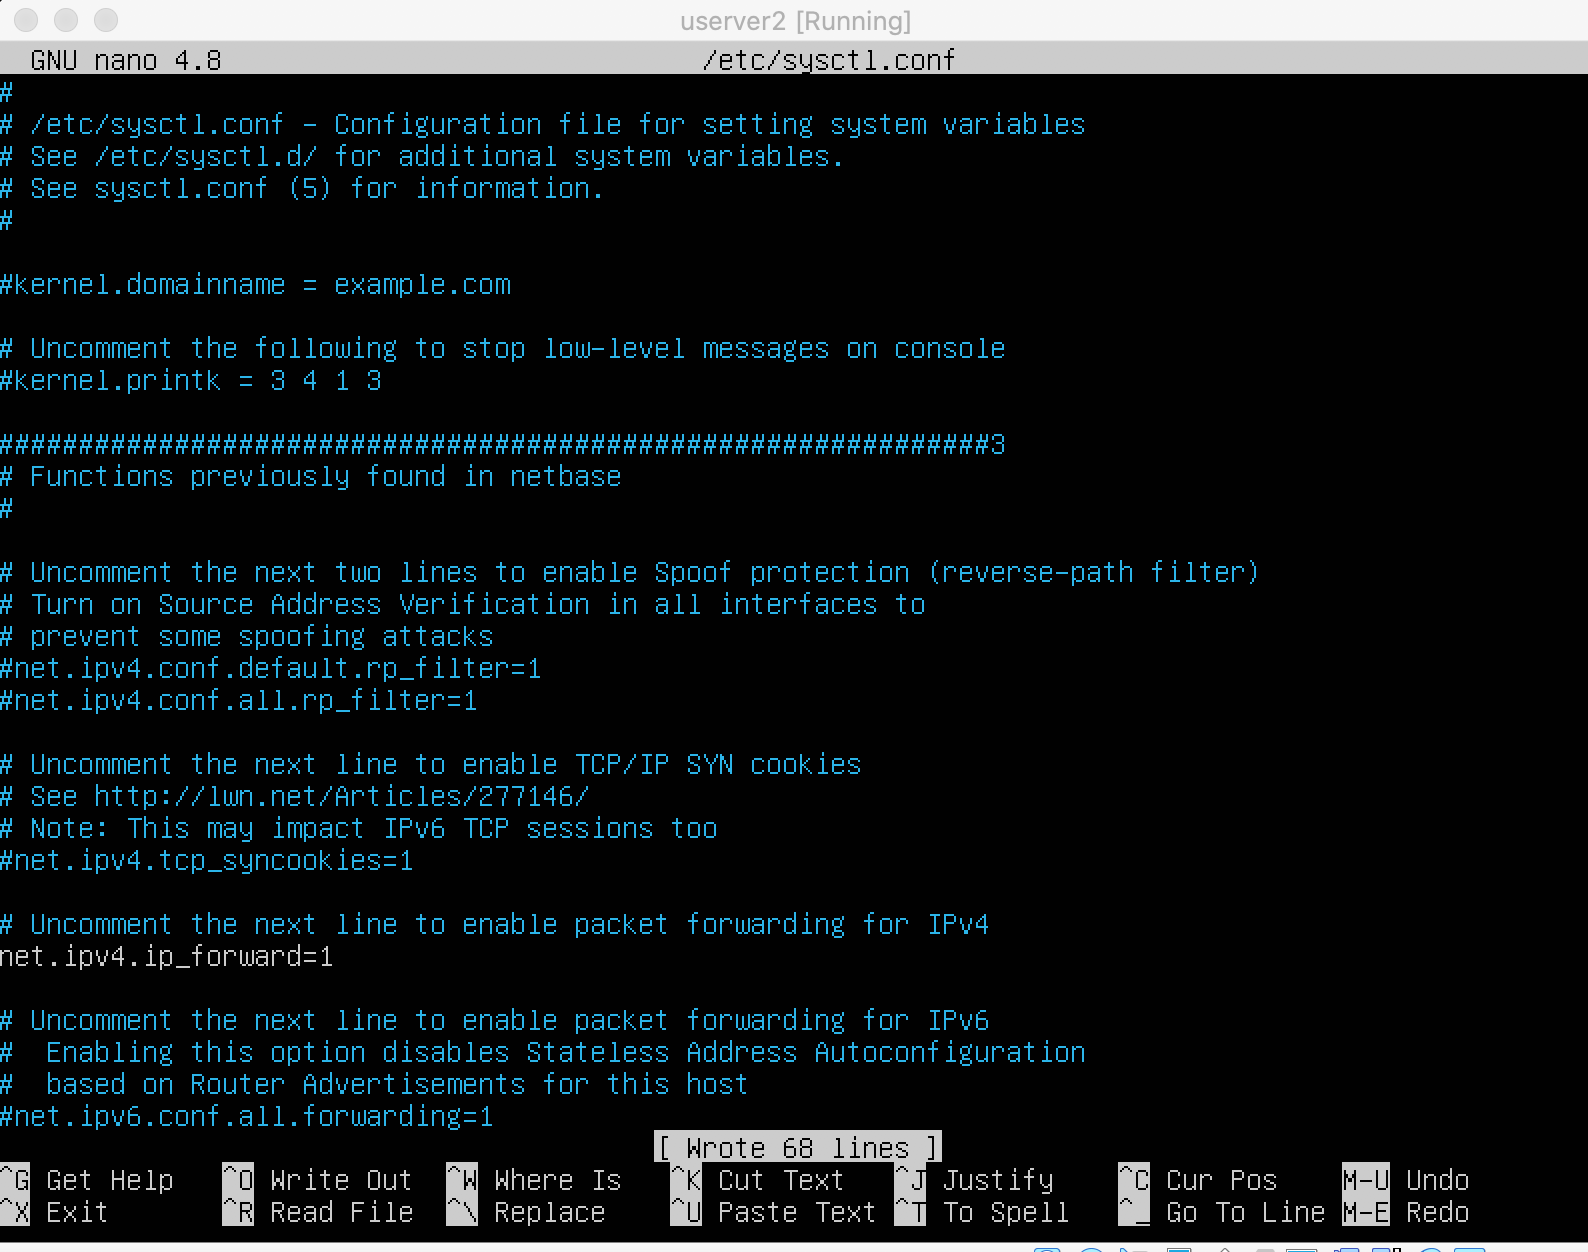 userver2 [Running]
GNU nano 4.8 /etc/sysctl.conf
#
# /etc/sysctl.conf - Configuration file for setting system variables
# See /etc/sysctl.d/ for additional system variables.
# See sysctl.conf (5) for information.
#
#kernel.domainname = example.com
# Uncomment the following to stop low-level messages on console
#kernel.printk = 3 4 1 3
##############################################################3
# Functions previously found in netbase
#
# Uncomment the next two lines to enable Spoof protection (reverse-path filter)
# Turn on Source Address Verification in all interfaces to
# prevent some spoofing attacks
#net.ipv4.conf.default.rp_filter=1
#net.ipv4.conf.all.rp_filter=1
# Uncomment the next line to enable TCP/IP SYN cookies
# See http://lwn.net/Articles/277146/
# Note: This may impact IPv6 TCP sessions too
#net.ipv4.tcp_syncookies=1
# Uncomment the next line to enable packet forwarding for IPv4
net.ipv4.ip_forward=1
# Uncomment the next line to enable packet forwarding for IPv6
#  Enabling this option disables Stateless Address Autoconfiguration
#  based on Router Advertisements for this host
#net.ipv6.conf.all.forwarding=1
[ Wrote 68 lines ]
^G Get Help ^O Write Out ^W Where Is ^K Cut Text ^J Justify ^C Cur Pos M-U Undo
^X Exit ^R Read File ^\ Replace ^U Paste Text ^T To Spell ^_ Go To Line M-E Redo